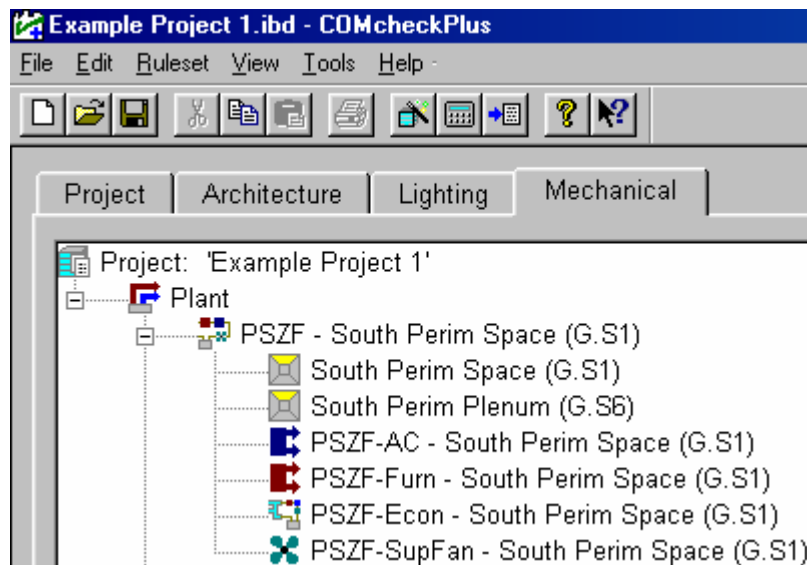 Example Project 1.ibd - COMcheckPlus
File Edit Ruleset View Tools Help
Project Architecture Lighting Mechanical
Project: 'Example Project 1'
Plant
PSZF - South Perim Space (G.S1)
South Perim Space (G.S1)
South Perim Plenum (G.S6)
PSZF-AC - South Perim Space (G.S1)
PSZF-Furn - South Perim Space (G.S1)
PSZF-Econ - South Perim Space (G.S1)
PSZF-SupFan - South Perim Space (G.S1)